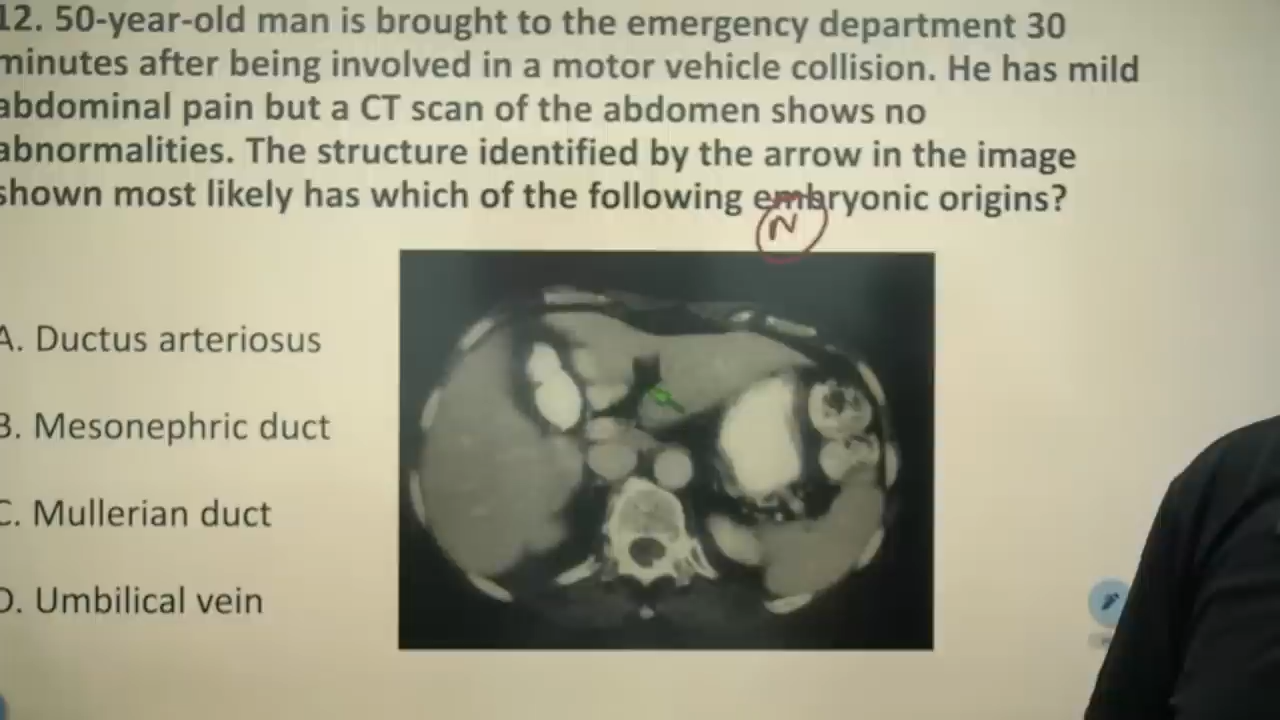 12. 50-year-old man is brought to the emergency department 30
minutes after being involved in a motor vehicle collision. He has mild
abdominal pain but a CT scan of the abdomen shows no
abnormalities. The structure identified by the arrow in the image
shown most likely has which of the following embryonic origins?
N
A. Ductus arteriosus
B. Mesonephric duct
C. Mullerian duct
D. Umbilical vein